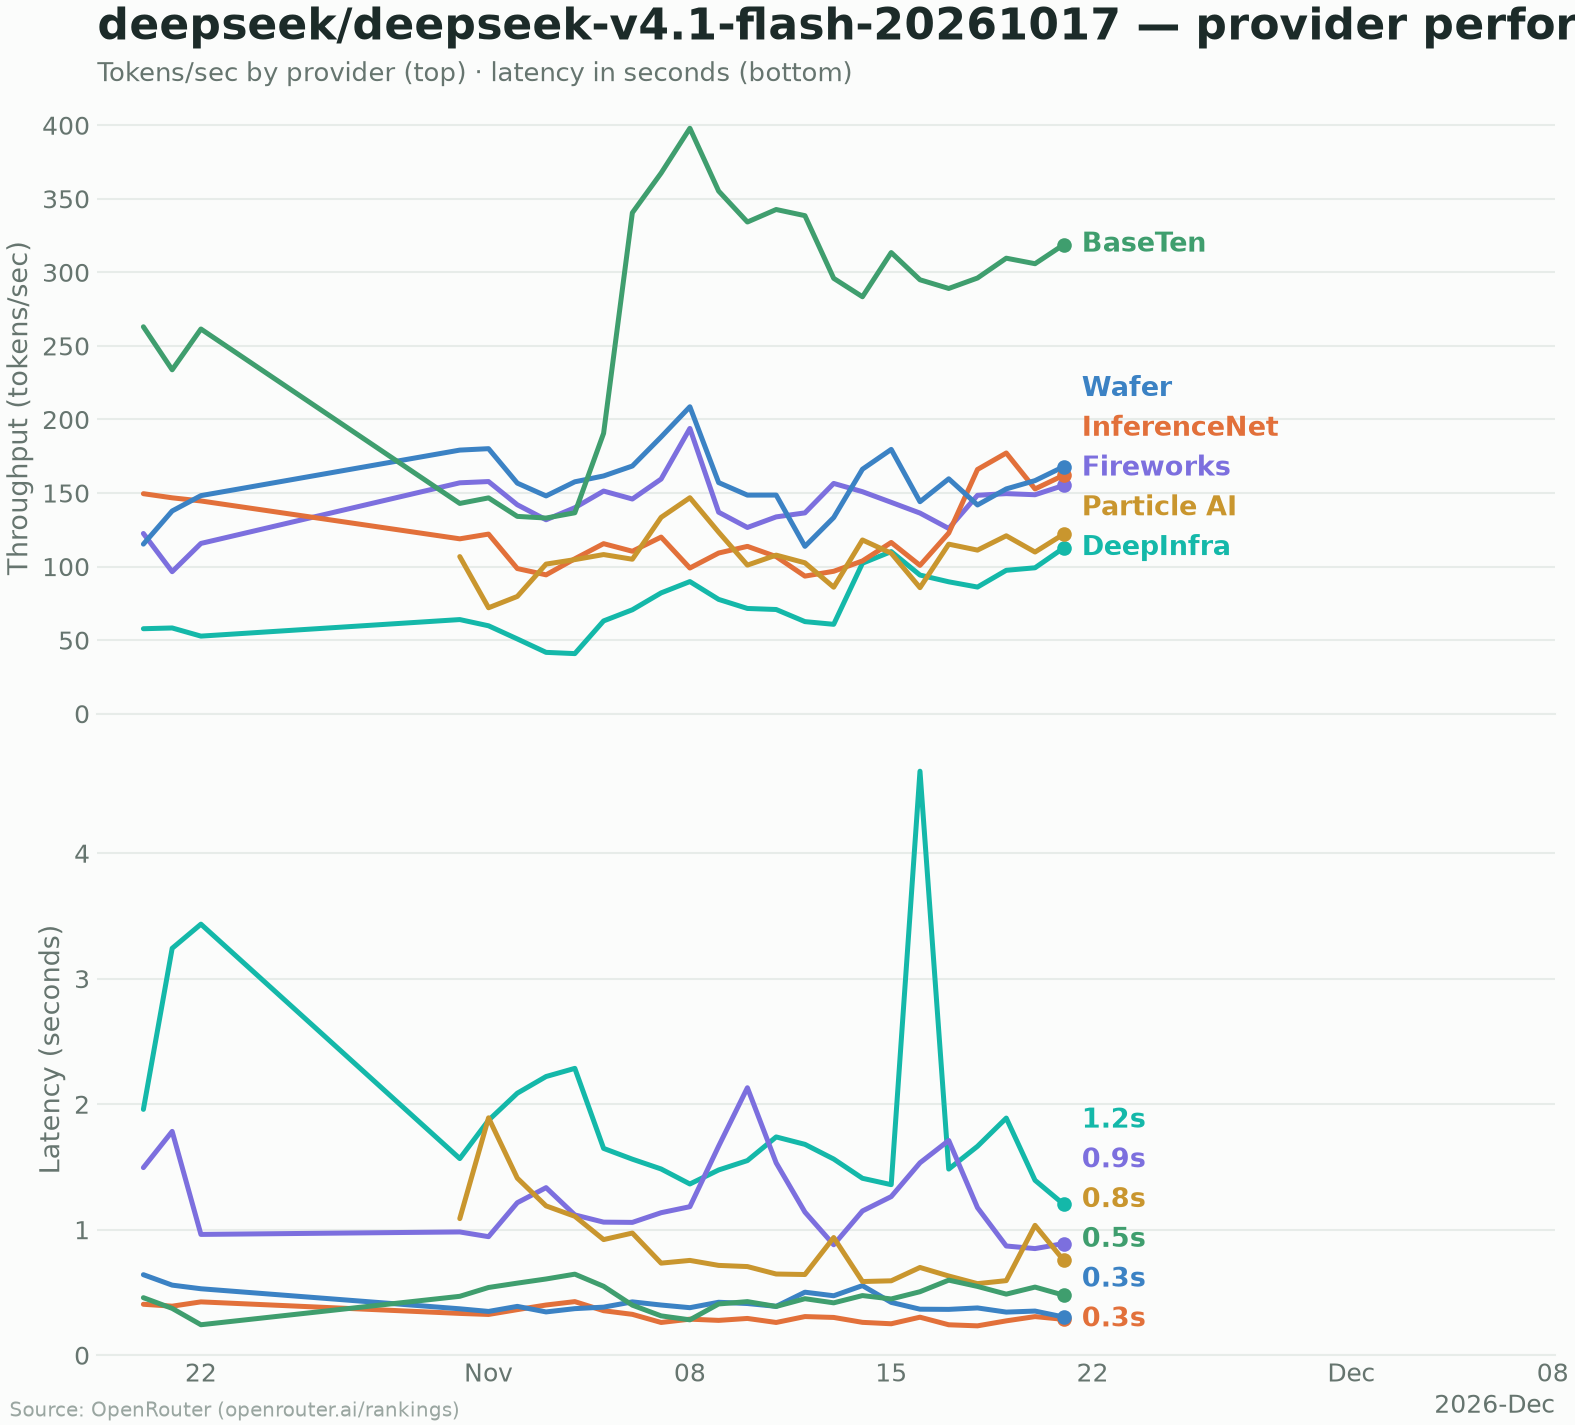 deepseek/deepseek-v4.1-flash-20261017 — provider perfor
Tokens/sec by provider (top) · latency in seconds (bottom)
Throughput (tokens/sec)
400
350
300
250
200
150
100
50
0
BaseTen
Wafer
InferenceNet
Fireworks
Particle AI
DeepInfra
Latency (seconds)
4
3
2
1
0
1.2s
0.9s
0.8s
0.5s
0.3s
0.3s
22 Nov 08 15 22 Dec 08
2026-Dec
Source: OpenRouter (openrouter.ai/rankings)